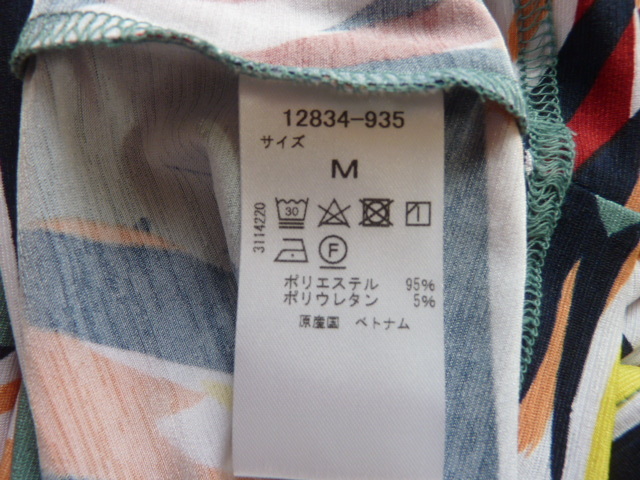 12834-935
サイズ
M
30
3114220
F
ポリエステル 95%
ポリウレタン 5%
原産国 ベトナム